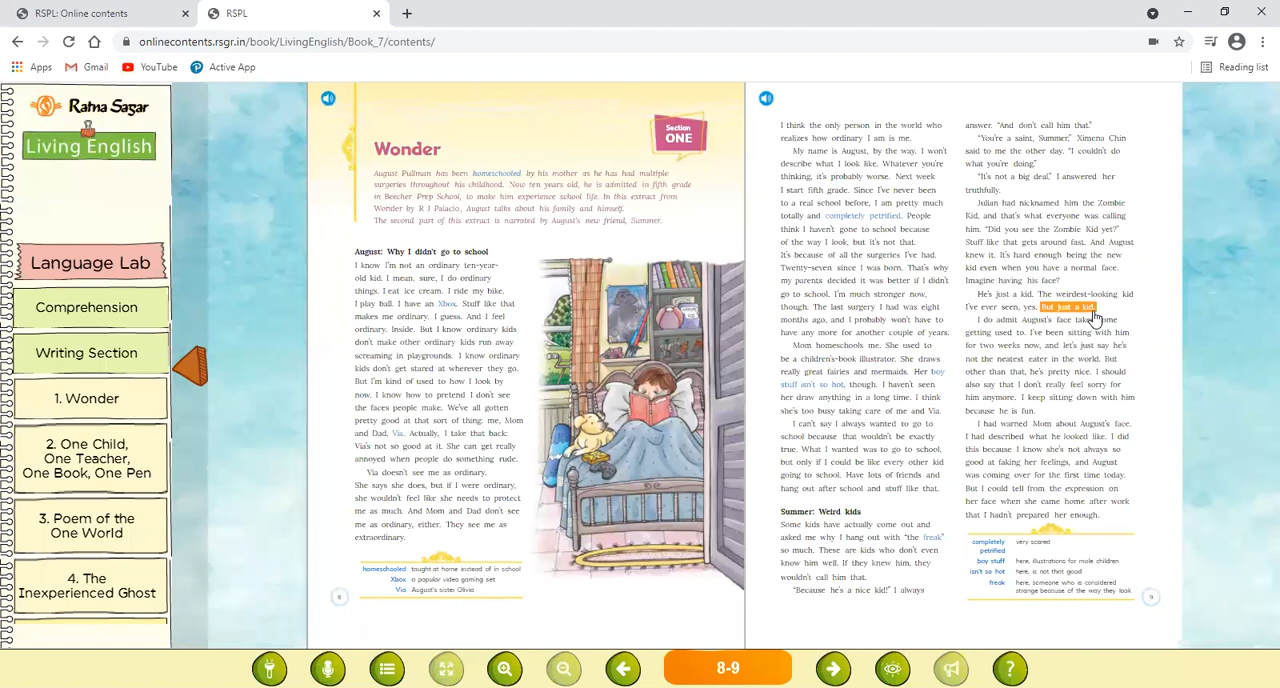 RSPL: Online contents
RSPL
onlinecontents.rsgr.in/book/LivingEnglish/Book_7/contents/
Apps
Gmail
YouTube
Active App
Reading list
Ratna Sagar
Living English
Language Lab
Comprehension
Writing Section
1. Wonder
2. One Child,
One Teacher,
One Book, One Pen
3. Poem of the
One World
4. The
Inexperienced Ghost
Section
ONE
Wonder
August Pullman has been homeschooled by his mother as he has had multiple
surgeries throughout his childhood. Now ten years old, he is admitted in fifth grade
in Beecher Prep School, to make him experience school life. In this extract from
Wonder by R J Palacio, August talks about his family and himself.
The second part of this extract is narrated by August's new friend, Summer.
August: Why I didn't go to school
I know I'm not an ordinary ten-year-
old kid. I mean, sure, I do ordinary
things. I eat ice cream. I ride my bike.
I play ball. I have an Xbox. Stuff like that
makes me ordinary. I guess. And I feel
ordinary. Inside. But I know ordinary kids
don't make other ordinary kids run away
screaming in playgrounds. I know ordinary
kids don't get stared at wherever they go.
But I'm kind of used to how I look by
now. I know how to pretend I don't see
the faces people make. We've all gotten
pretty good at that sort of thing: me, Mom
and Dad, Via. Actually, I take that back:
Via's not so good at it. She can get really
annoyed when people do something rude.
Via doesn't see me as ordinary.
She says she does, but if I were ordinary,
she wouldn't feel like she needs to protect
me as much. And Mom and Dad don't see
me as ordinary, either. They see me as
extraordinary.
homeschooled taught at home instead of in school
Xbox a popular video gaming set
Via August's sister Olivia
8
I think the only person in the world who
realizes how ordinary I am is me.
My name is August, by the way. I won't
describe what I look like. Whatever you're
thinking, it's probably worse. Next week
I start fifth grade. Since I've never been
to a real school before, I am pretty much
totally and completely petrified. People
think I haven't gone to school because
of the way I look, but it's not that.
It's because of all the surgeries I've had.
Twenty-seven since I was born. That's why
my parents decided it was better if I didn't
go to school. I'm much stronger now,
though. The last surgery I had was eight
months ago, and I probably won't have to
have any more for another couple of years.
Mom homeschools me. She used to
be a children's-book illustrator. She draws
really great fairies and mermaids. Her boy
stuff isn't so hot, though. I haven't seen
her draw anything in a long time. I think
she's too busy taking care of me and Via.
I can't say I always wanted to go to
school because that wouldn't be exactly
true. What I wanted was to go to school,
but only if I could be like every other kid
going to school. Have lots of friends and
hang out after school and stuff like that.
Summer: Weird kids
Some kids have actually come out and
asked me why I hang out with "the freak"
so much. These are kids who don't even
know him well. If they knew him, they
wouldn't call him that.
"Because he's a nice kid!" I always
answer. "And don't call him that."
"You're a saint, Summer," Ximena Chin
said to me the other day. "I couldn't do
what you're doing."
"It's not a big deal," I answered her
truthfully.
Julian had nicknamed him the Zombie
Kid, and that's what everyone was calling
him. "Did you see the Zombie Kid yet?"
Stuff like that gets around fast. And August
knew it. It's hard enough being the new
kid even when you have a normal face.
Imagine having his face?
He's just a kid. The weirdest-looking kid
I've ever seen, yes. But just a kid.
I do admit August's face takes some
getting used to. I've been sitting with him
for two weeks now, and let's just say he's
not the neatest eater in the world. But
other than that, he's pretty nice. I should
also say that I don't really feel sorry for
him anymore. I keep sitting down with him
because he is fun.
I had warned Mom about August's face.
I had described what he looked like. I did
this because I know she's not always so
good at faking her feelings, and August
was coming over for the first time today.
But I could tell from the expression on
her face when she came home after work
that I hadn't prepared her enough.
completely very scared
petrified
boy stuff here, illustrations for male children
isn't so hot here, is not that good
freak here, someone who is considered
strange because of the way they look
9
8-9
?